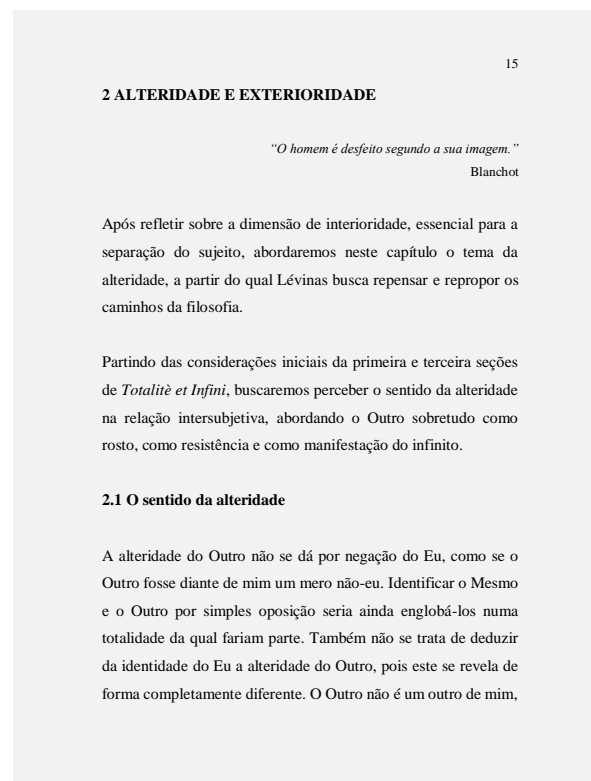 15
2 ALTERIDADE E EXTERIORIDADE
“O homem é desfeito segundo a sua imagem.”
Blanchot
Após refletir sobre a dimensão de interioridade, essencial para a
separação do sujeito, abordaremos neste capítulo o tema da
alteridade, a partir do qual Lévinas busca repensar e repropor os
caminhos da filosofia.
Partindo das considerações iniciais da primeira e terceira seções
de Totalitè et Infini, buscaremos perceber o sentido da alteridade
na relação intersubjetiva, abordando o Outro sobretudo como
rosto, como resistência e como manifestação do infinito.
2.1 O sentido da alteridade
A alteridade do Outro não se dá por negação do Eu, como se o
Outro fosse diante de mim um mero não-eu. Identificar o Mesmo
e o Outro por simples oposição seria ainda englobá-los numa
totalidade da qual fariam parte. Também não se trata de deduzir
da identidade do Eu a alteridade do Outro, pois este se revela de
forma completamente diferente. O Outro não é um outro de mim,